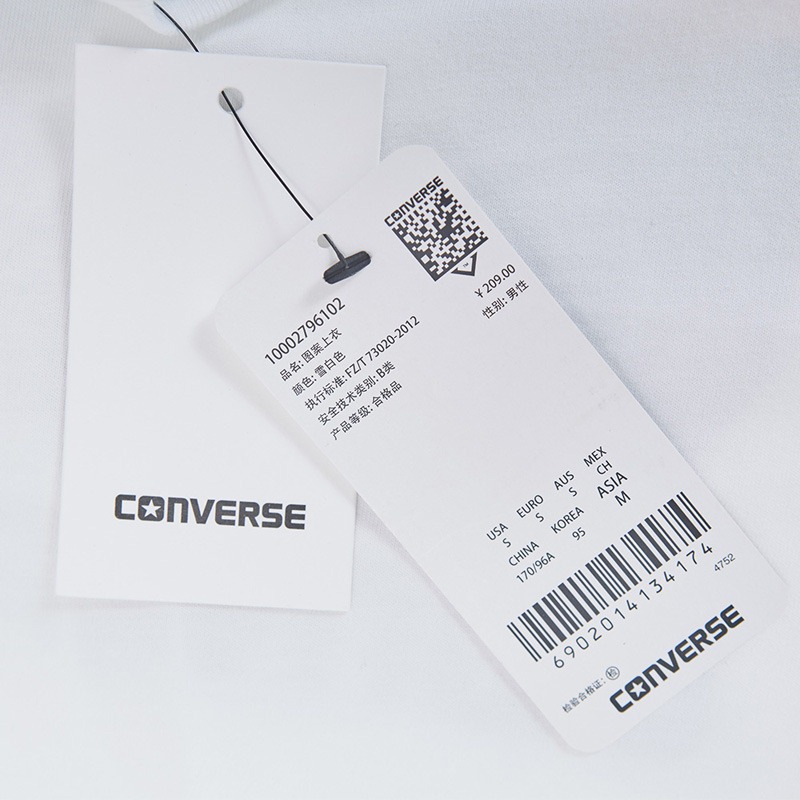 CONVERSE
CONVERSE
¥209.00
性别: 男性
10002796102
品名: 图案上衣
颜色: 雪白色
执行标准: FZ/T 73020-2012
安全技术类别: B类
产品等级: 合格品
USA EURO AUS MEX
S S S CH
CHINA KOREA ASIA
170/96A 95 M
6902014134174
4752
检验合格证: 检
CONVERSE